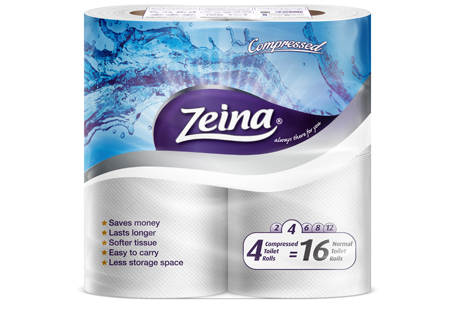 Compressed
Zeina®
always there for you
Saves money
Lasts longer
Softer tissue
Easy to carry
Less storage space
2 4 6 8 12
4 Compressed Toilet Rolls = 16 Normal Toilet Rolls